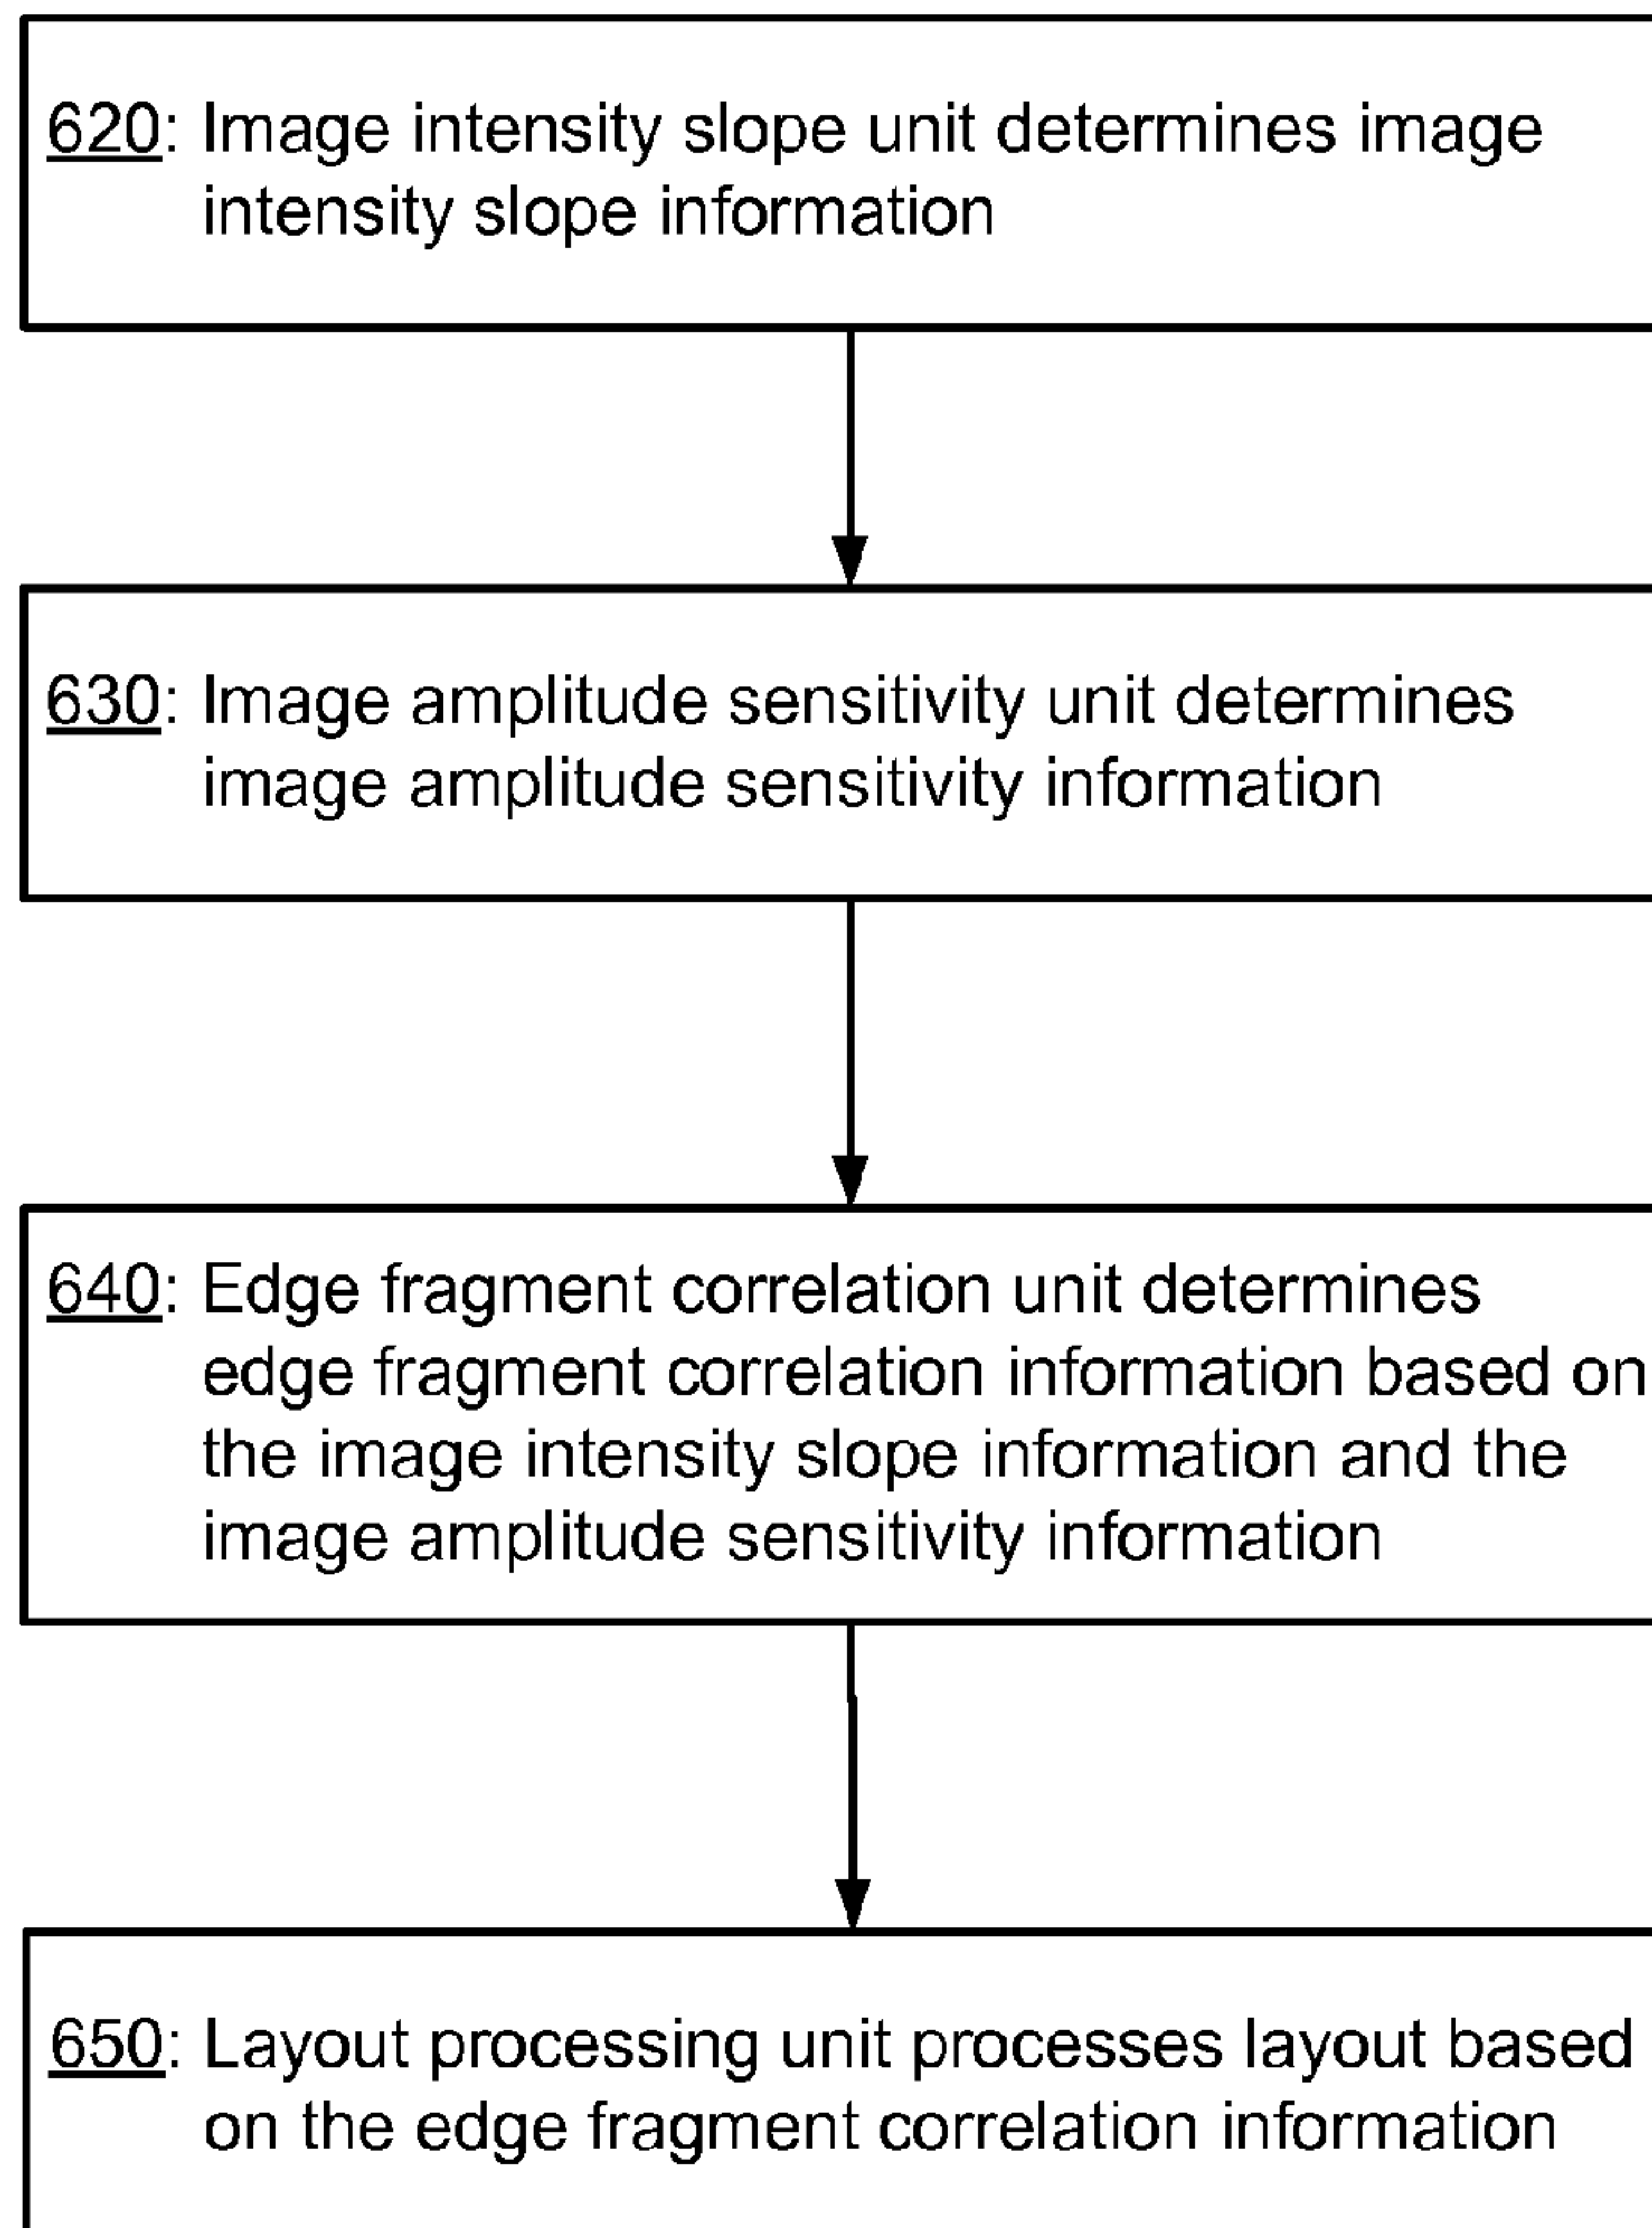 620: Image intensity slope unit determines image
intensity slope information
630: Image amplitude sensitivity unit determines
image amplitude sensitivity information
640: Edge fragment correlation unit determines
edge fragment correlation information based on
the image intensity slope information and the
image amplitude sensitivity information
650: Layout processing unit processes layout based
on the edge fragment correlation information